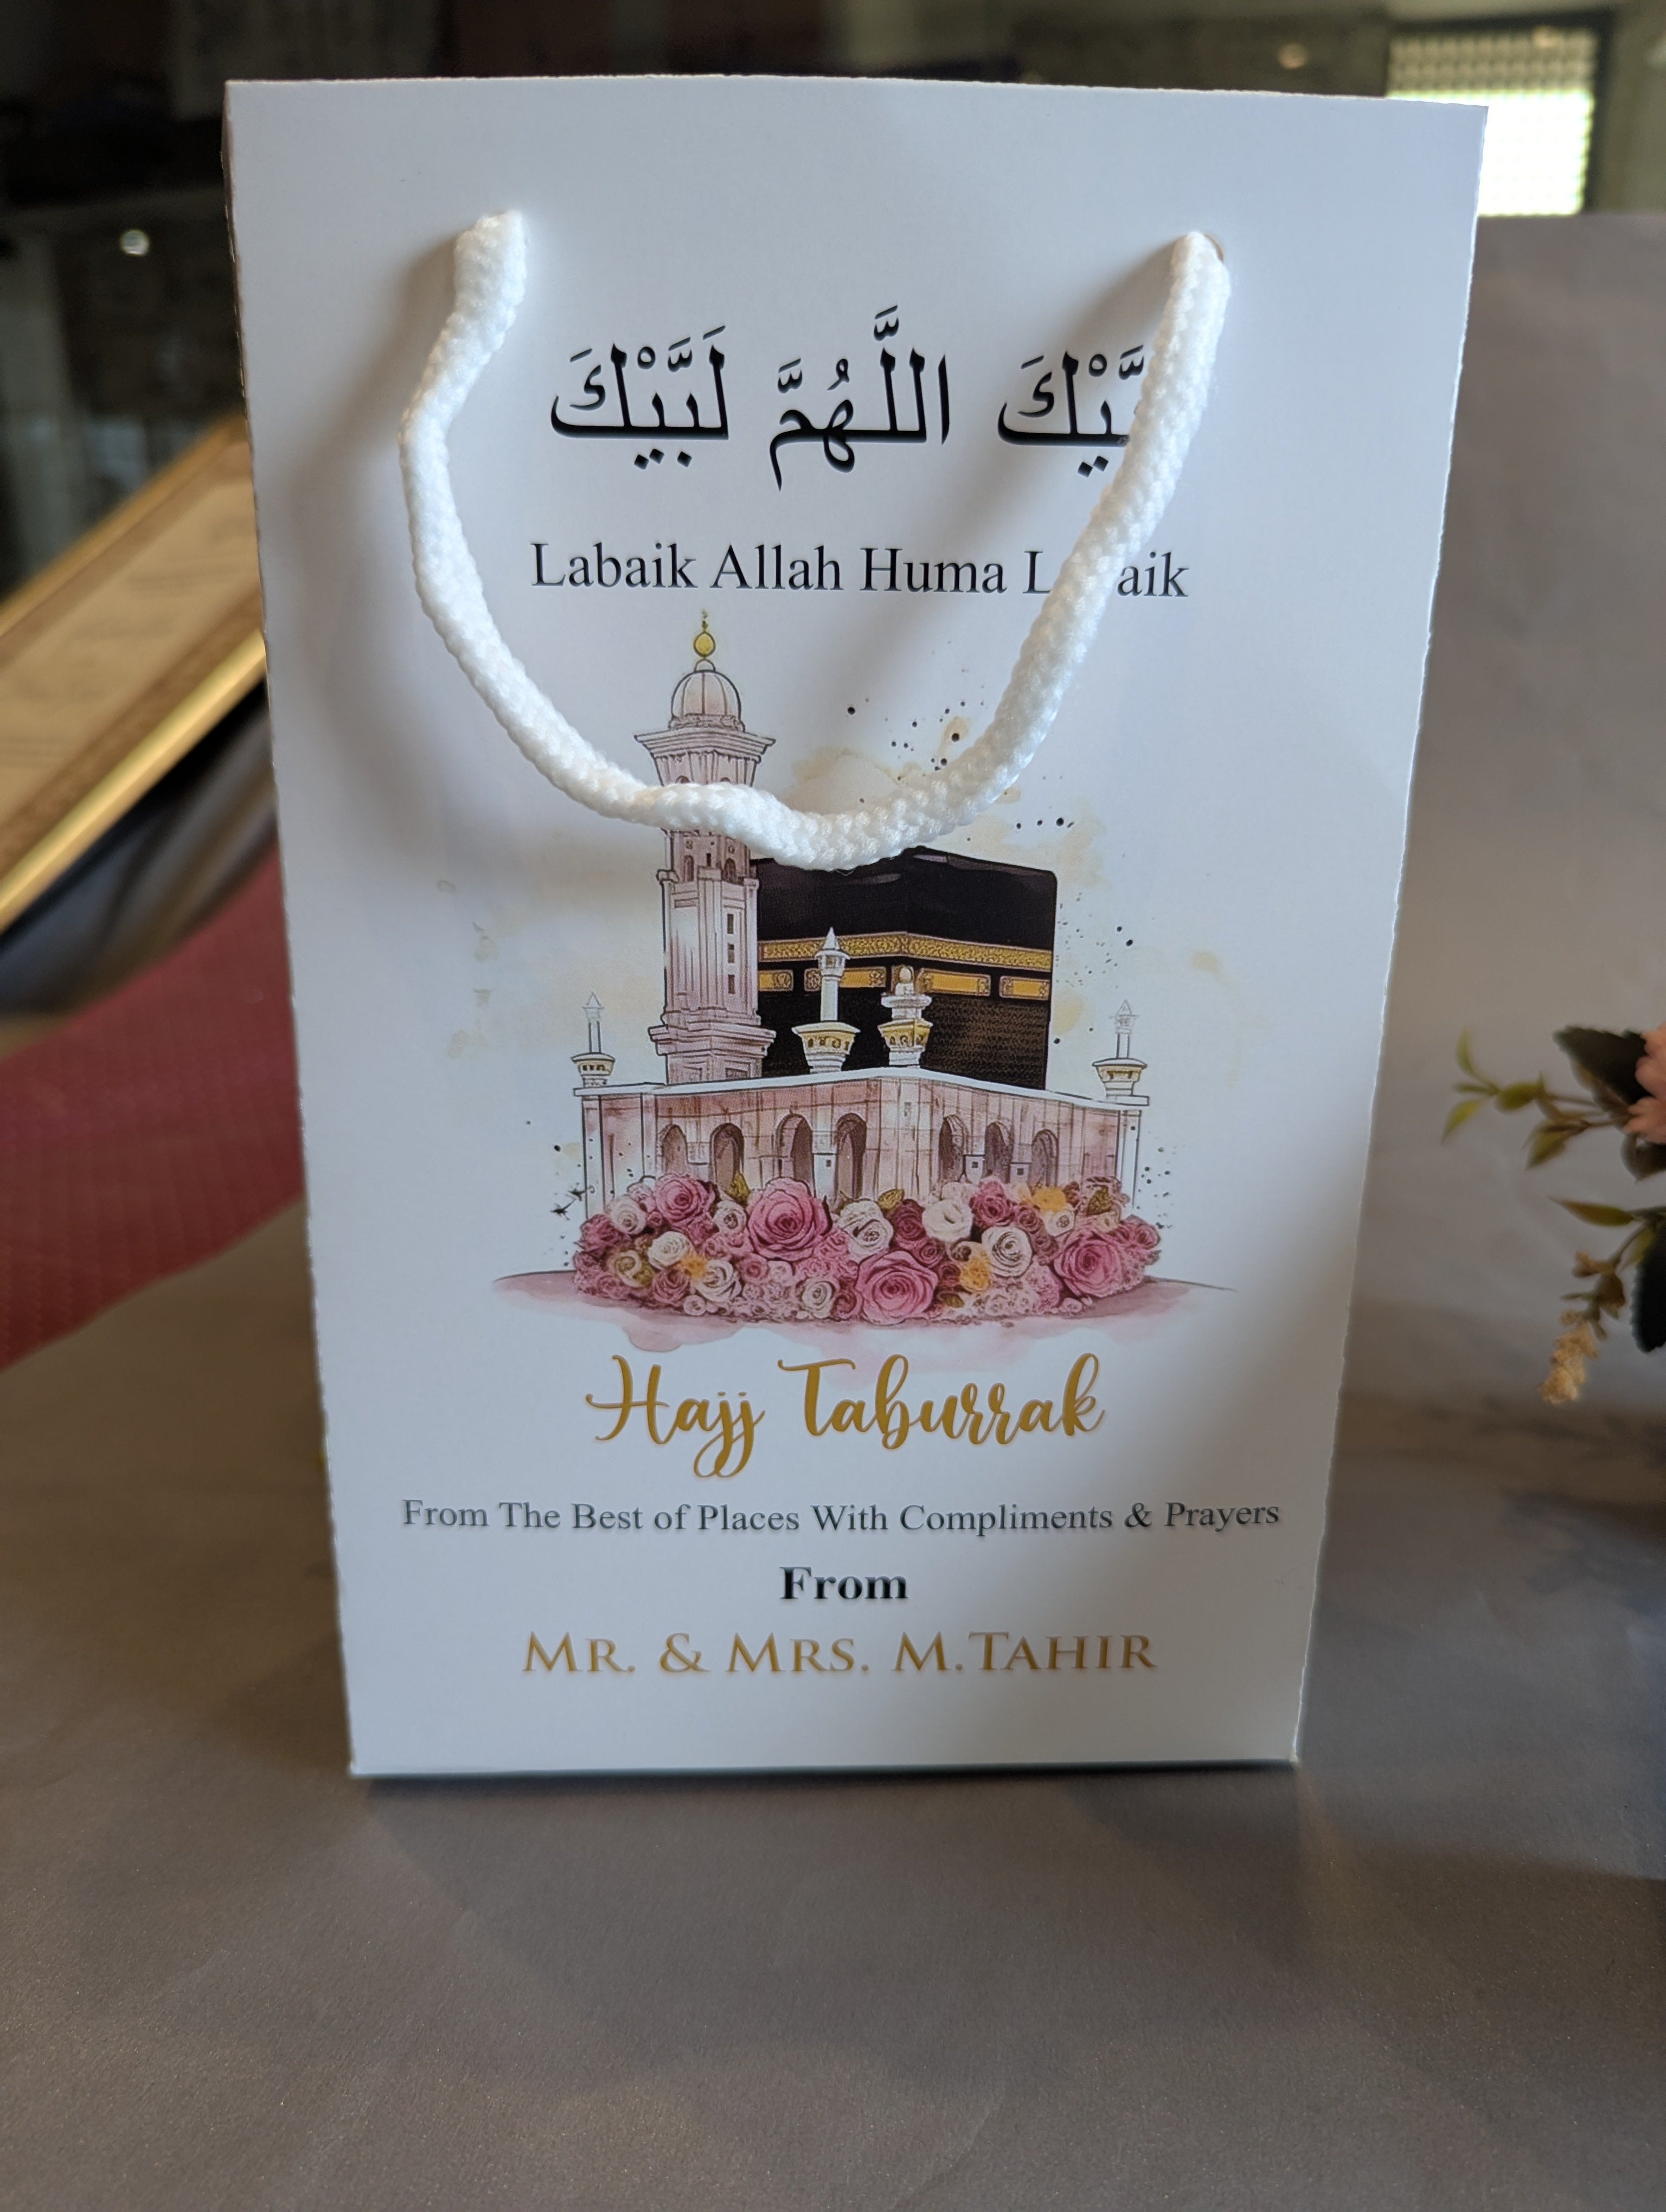 اللَّهُمَّ لَبَّيْكَ
Labaik Allah Huma
Hajj Taburrak
From The Best of Places With Compliments & Prayers
From
MR. & MRS. M.TAHIR